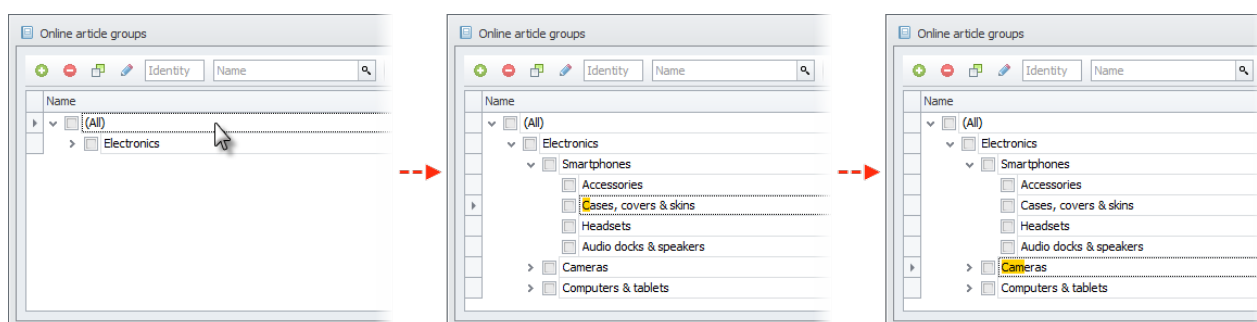 Online article groups
Identity Name
Name
(All)
Electronics
Online article groups
Identity Name
Name
(All)
Electronics
Smartphones
Accessories
Cases, covers & skins
Headsets
Audio docks & speakers
Cameras
Computers & tablets
Online article groups
Identity Name
Name
(All)
Electronics
Smartphones
Accessories
Cases, covers & skins
Headsets
Audio docks & speakers
Cameras
Computers & tablets